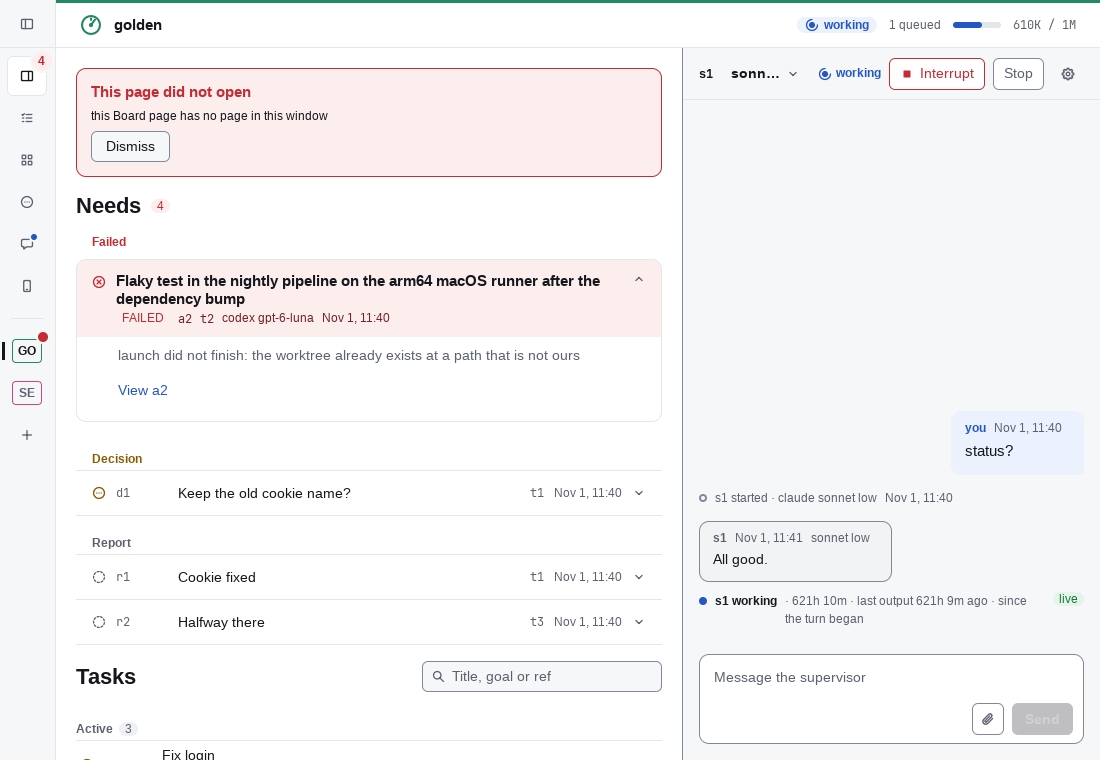 golden
working
1 queued
610K / 1M
4
GO
SE
This page did not open
this Board page has no page in this window
Dismiss
Needs 4
Failed
Flaky test in the nightly pipeline on the arm64 macOS runner after the
dependency bump
FAILED a2 t2 codex gpt-6-luna Nov 1, 11:40
launch did not finish: the worktree already exists at a path that is not ours
View a2
Decision
d1 Keep the old cookie name? t1 Nov 1, 11:40
Report
r1 Cookie fixed t1 Nov 1, 11:40
r2 Halfway there t3 Nov 1, 11:40
Tasks
Title, goal or ref
Active 3
Fix login
s1 sonn... working Interrupt Stop
you Nov 1, 11:40
status?
s1 started · claude sonnet low Nov 1, 11:40
s1 Nov 1, 11:41 sonnet low
All good.
s1 working · 621h 10m · last output 621h 9m ago · since
the turn began
live
Message the supervisor
Send